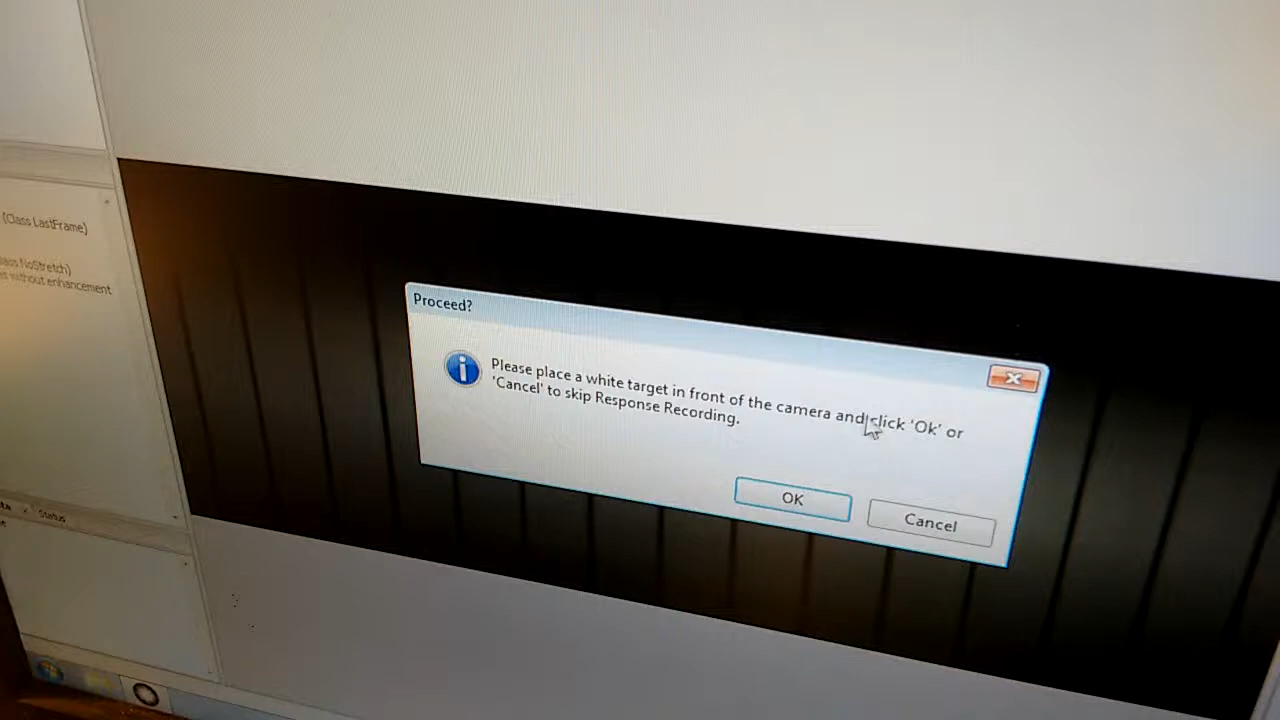 (Class LastFrame)
NoStretch)
without enhancement
Proceed?
Please place a white target in front of the camera and click 'Ok' or
'Cancel' to skip Response Recording.
OK
Cancel
Status